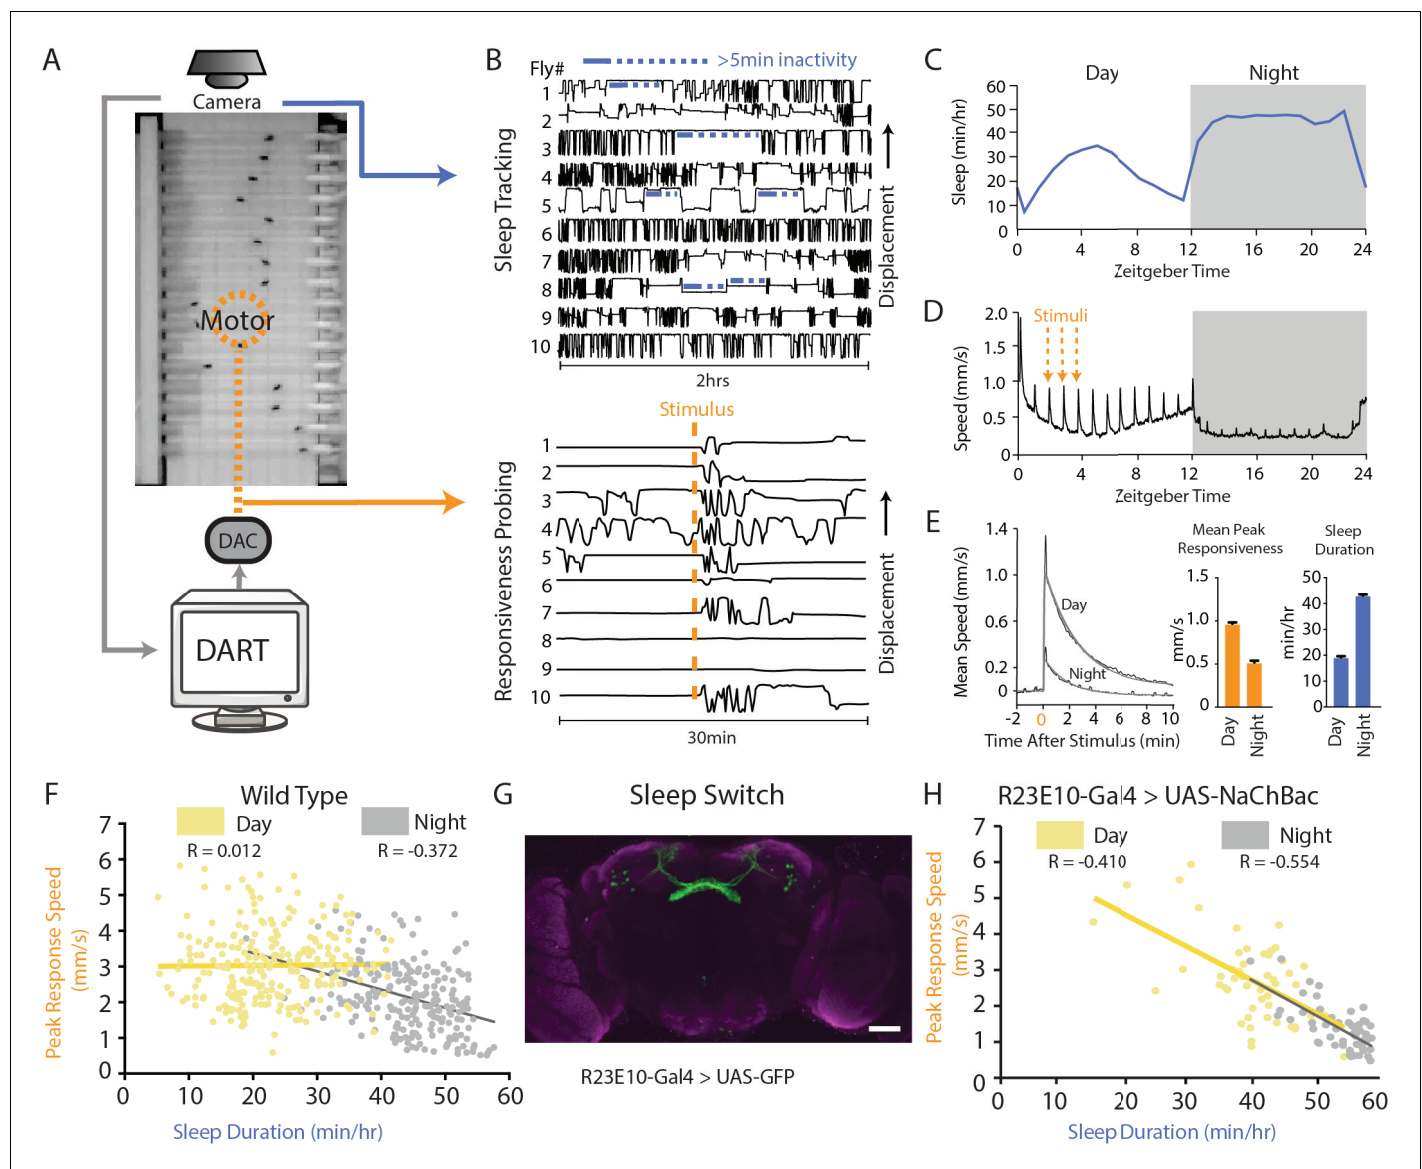 A
Camera
Motor
DAC
DART
B
Fly#
>5min inactivity
Sleep Tracking
1
2
3
4
5
6
7
8
9
10
Displacement
2hrs
Stimulus
Responsiveness Probing
1
2
3
4
5
6
7
8
9
10
Displacement
30min
C
Day
Night
Sleep (min/hr)
60
50
40
30
20
10
0
0 4 8 12 16 20 24
Zeitgeber Time
D
Stimuli
Speed (mm/s)
2.0
1.5
1.0
0.5
0
0 4 8 12 16 20 24
Zeitgeber Time
E
Mean Speed (mm/s)
1.4
1.0
0.6
0.2
0
Day
Night
-2 0 2 4 6 8 10
Time After Stimulus (min)
Mean Peak
Responsiveness
mm/s
1.5
1.0
0.5
0
Day
Night
Sleep
Duration
min/hr
50
40
30
20
10
0
Day
Night
F
Wild Type
Day
R = 0.012
Night
R = -0.372
Peak Response Speed
(mm/s)
7
6
5
4
3
2
1
0
0 10 20 30 40 50 60
Sleep Duration (min/hr)
G
Sleep Switch
R23E10-Gal4 > UAS-GFP
H
R23E10-Gal4 > UAS-NaChBac
Day
R = -0.410
Night
R = -0.554
Peak Response Speed
(mm/s)
7
6
5
4
3
2
1
0
0 10 20 30 40 50 60
Sleep Duration (min/hr)